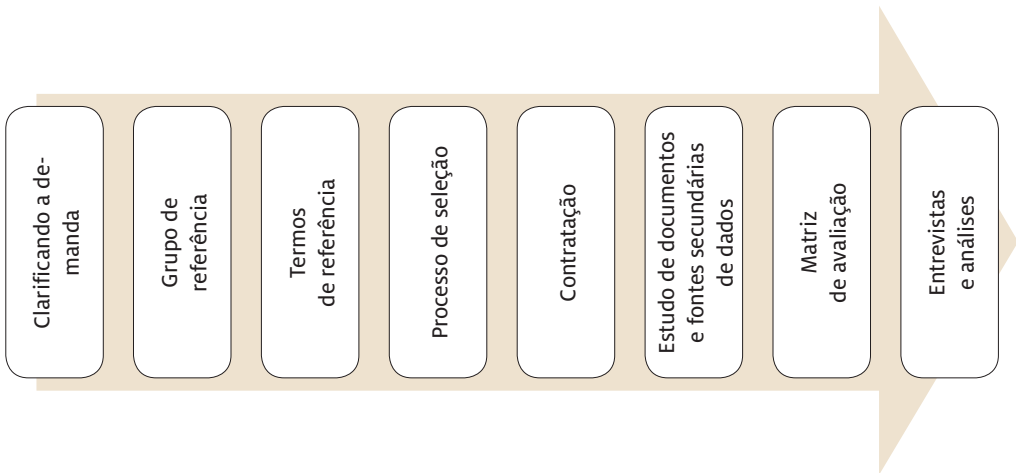 Clarificando a de-
manda
Grupo de
referência
Termos
de referência
Processo de seleção
Contratação
Estudo de documentos
e fontes secundárias
de dados
Matriz
de avaliação
Entrevistas
e análises